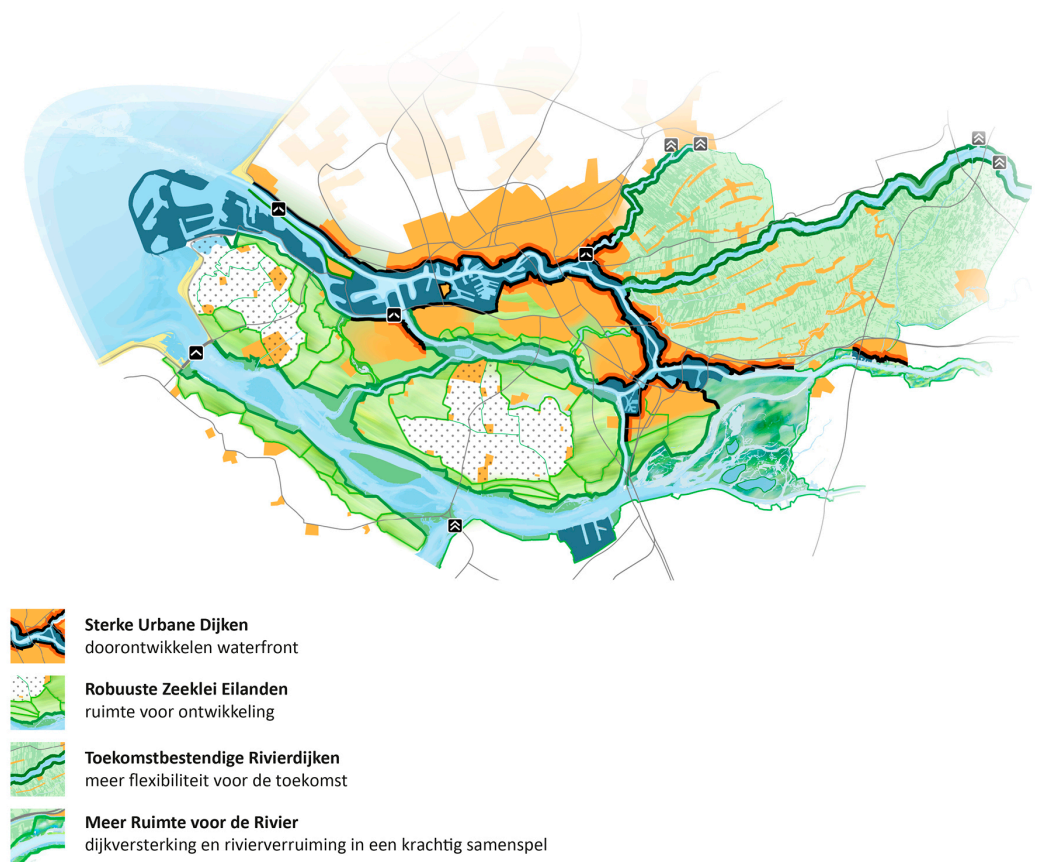 Sterke Urbane Dijken
doorontwikkelen waterfront
Robuuste Zeeklei Eilanden
ruimte voor ontwikkeling
Toekomstbestendige Rivierdijken
meer flexibiliteit voor de toekomst
Meer Ruimte voor de Rivier
dijkversterking en rivierverruiming in een krachtig samenspel